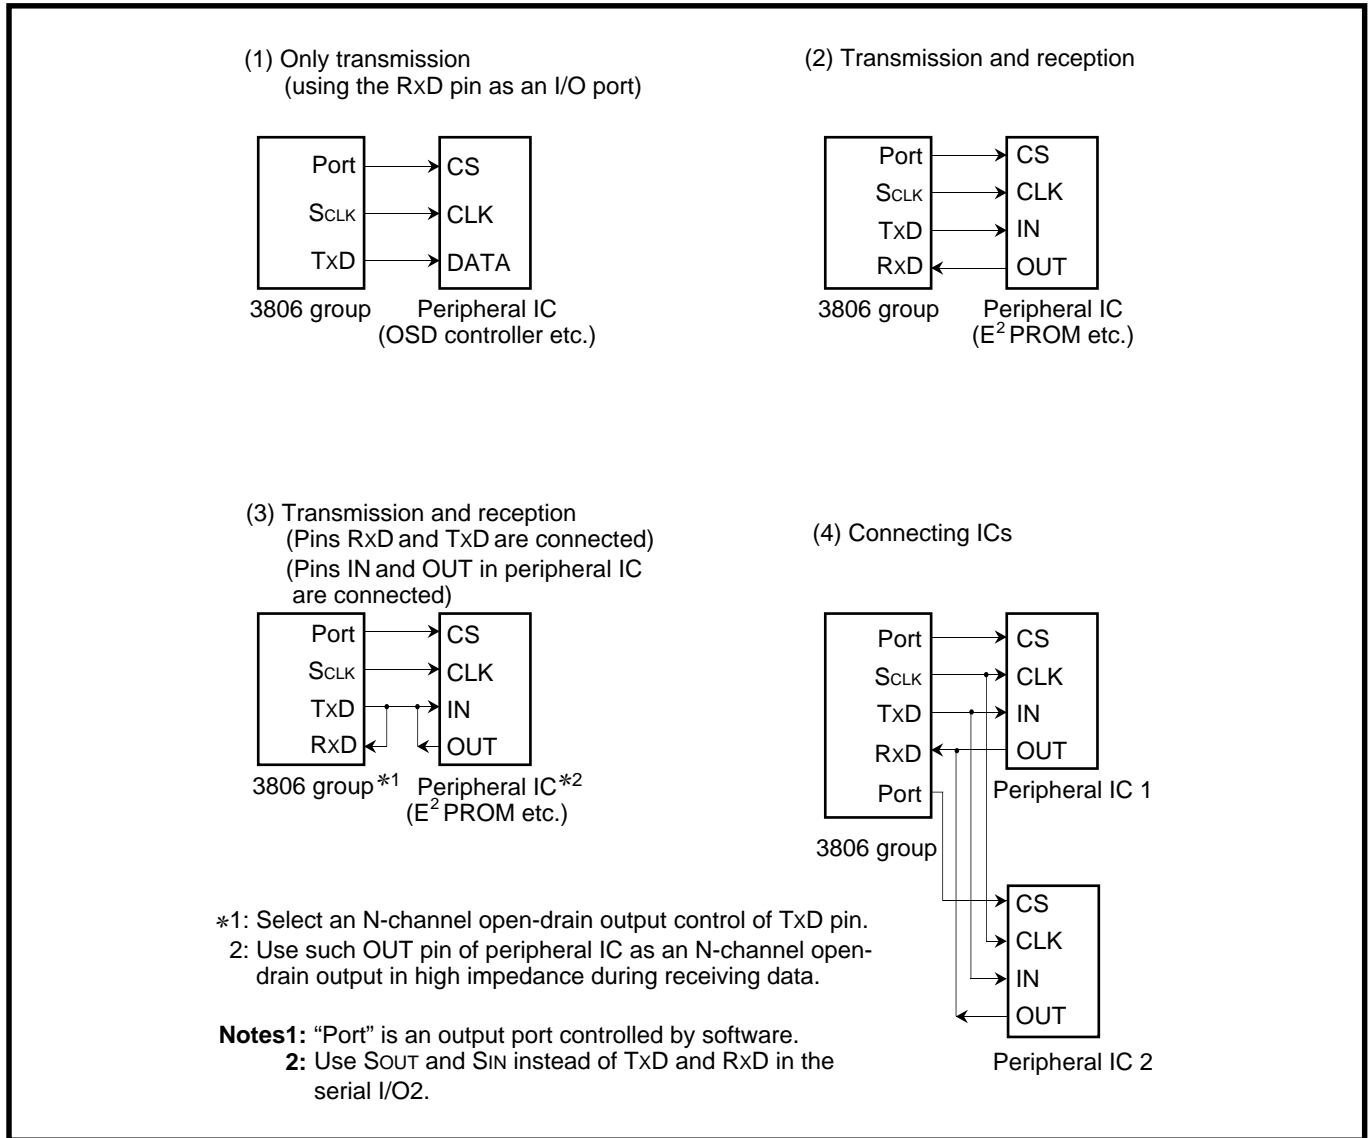 (1) Only transmission
(using the RxD pin as an I/O port)
Port
SCLK
TxD
CS
CLK
DATA
3806 group
Peripheral IC
(OSD controller etc.)
(2) Transmission and reception
Port
SCLK
TxD
RxD
CS
CLK
IN
OUT
3806 group
Peripheral IC
(E² PROM etc.)
(3) Transmission and reception
(Pins RxD and TxD are connected)
(Pins IN and OUT in peripheral IC
are connected)
Port
SCLK
TxD
RxD
CS
CLK
IN
OUT
3806 group*1
Peripheral IC*2
(E² PROM etc.)
(4) Connecting ICs
Port
SCLK
TxD
RxD
Port
CS
CLK
IN
OUT
Peripheral IC 1
3806 group
CS
CLK
IN
OUT
Peripheral IC 2
*1: Select an N-channel open-drain output control of TxD pin.
2: Use such OUT pin of peripheral IC as an N-channel open-
drain output in high impedance during receiving data.
Notes1: “Port” is an output port controlled by software.
2: Use SOUT and SIN instead of TxD and RxD in the
serial I/O2.